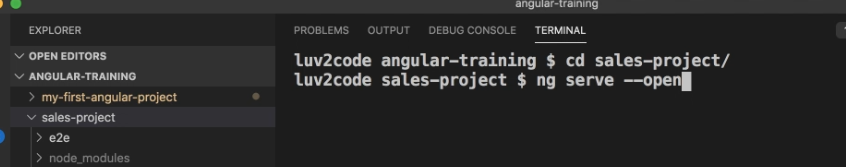 angular-training
EXPLORER
PROBLEMS OUTPUT DEBUG CONSOLE TERMINAL
OPEN EDITORS
ANGULAR-TRAINING
my-first-angular-project
sales-project
e2e
node_modules
luv2code angular-training $ cd sales-project/
luv2code sales-project $ ng serve --open